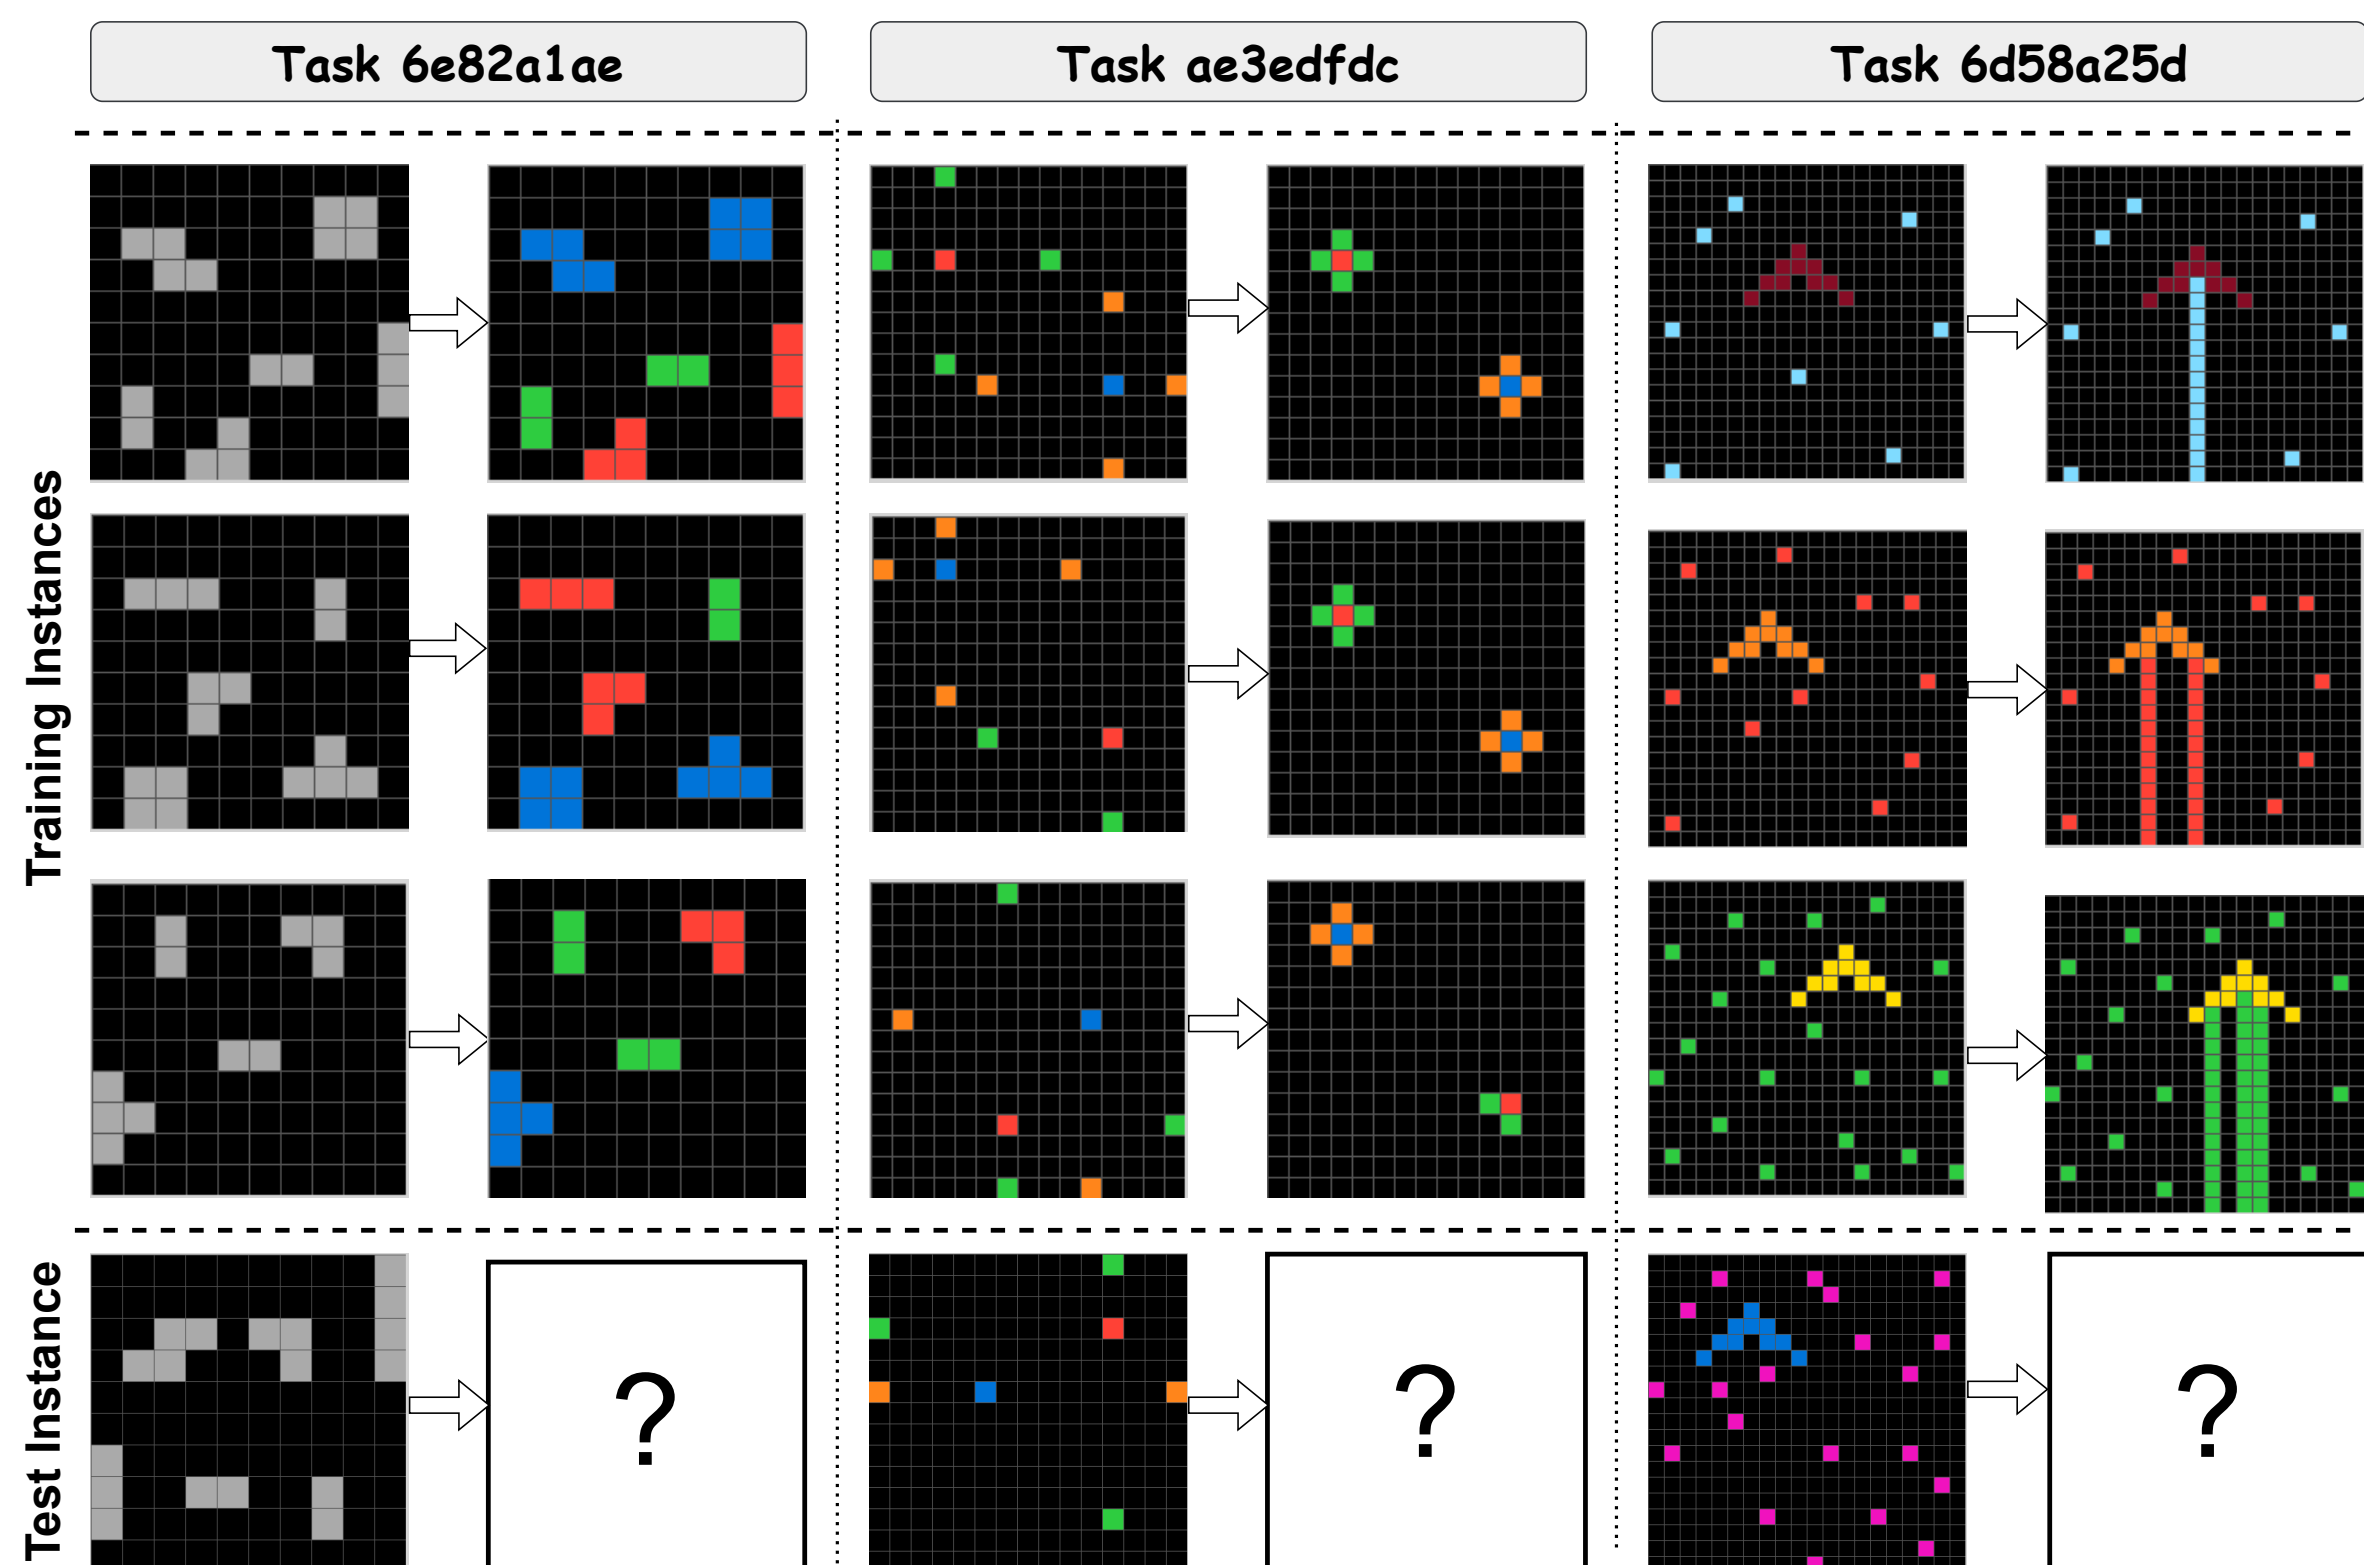 Task 6e82a1ae
Task ae3edfdc
Task 6d58a25d
Training Instances
Test Instance
?
?
?